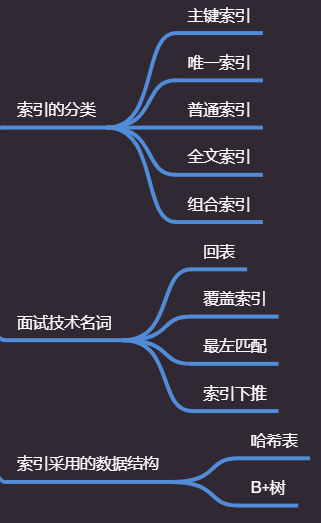 主键索引
唯一索引
索引的分类
普通索引
全文索引
组合索引
回表
覆盖索引
面试技术名词
最左匹配
索引下推
哈希表
索引采用的数据结构
B+树